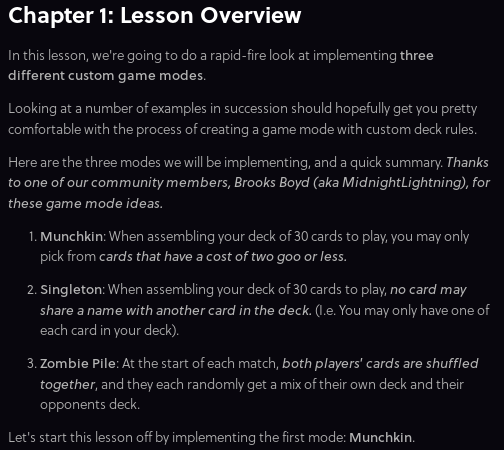 Chapter 1: Lesson Overview
In this lesson, we're going to do a rapid-fire look at implementing three
different custom game modes.
Looking at a number of examples in succession should hopefully get you pretty
comfortable with the process of creating a game mode with custom deck rules.
Here are the three modes we will be implementing, and a quick summary. Thanks
to one of our community members, Brooks Boyd (aka MidnightLightning), for
these game mode ideas.
1. Munchkin: When assembling your deck of 30 cards to play, you may only
pick from cards that have a cost of two goo or less.
2. Singleton: When assembling your deck of 30 cards to play, no card may
share a name with another card in the deck. (I.e. You may only have one of
each card in your deck).
3. Zombie Pile: At the start of each match, both players' cards are shuffled
together, and they each randomly get a mix of their own deck and their
opponents deck.
Let's start this lesson off by implementing the first mode: Munchkin.